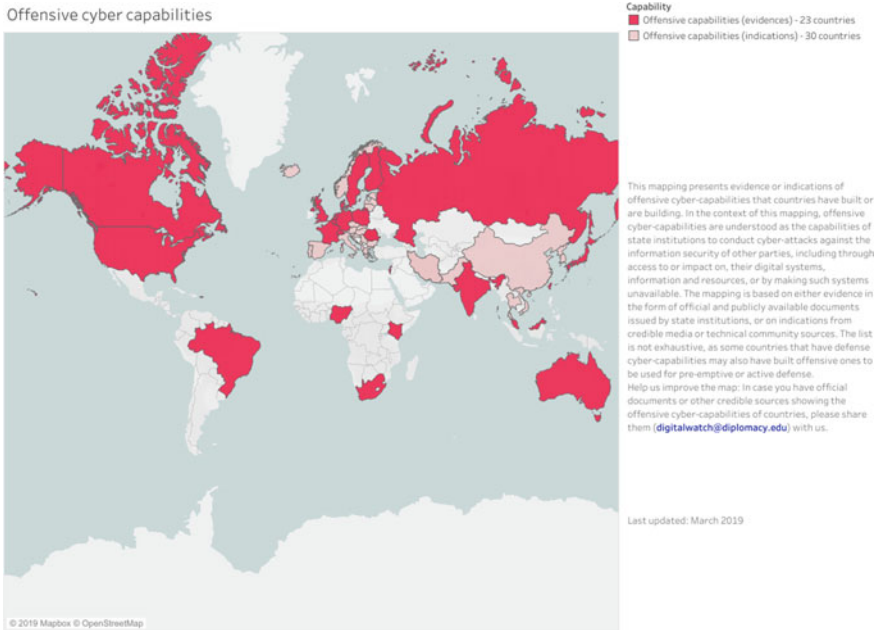 Offensive cyber capabilities
Capability
Offensive capabilities (evidences) - 23 countries
Offensive capabilities (indications) - 30 countries
This mapping presents evidence or indications of
offensive cyber-capabilities that countries have built or
are building. In the context of this mapping, offensive
cyber-capabilities are understood as the capabilities of
state institutions to conduct cyber-attacks against the
information security of other parties, including through
access to or impact on, their digital systems,
information and resources, or by making such systems
unavailable. The mapping is based on either evidence in
the form of official and publicly available documents
issued by state institutions, or on indications from
credible media or technical community sources. The list
is not exhaustive, as some countries that have defense
cyber-capabilities may also have built offensive ones to
be used for pre-emptive or active defense.
Help us improve the map: In case you have official
documents or other credible sources showing the
offensive cyber-capabilities of countries, please share
them (digitalwatch@diplomacy.edu) with us.
Last updated: March 2019
© 2019 Mapbox © OpenStreetMap